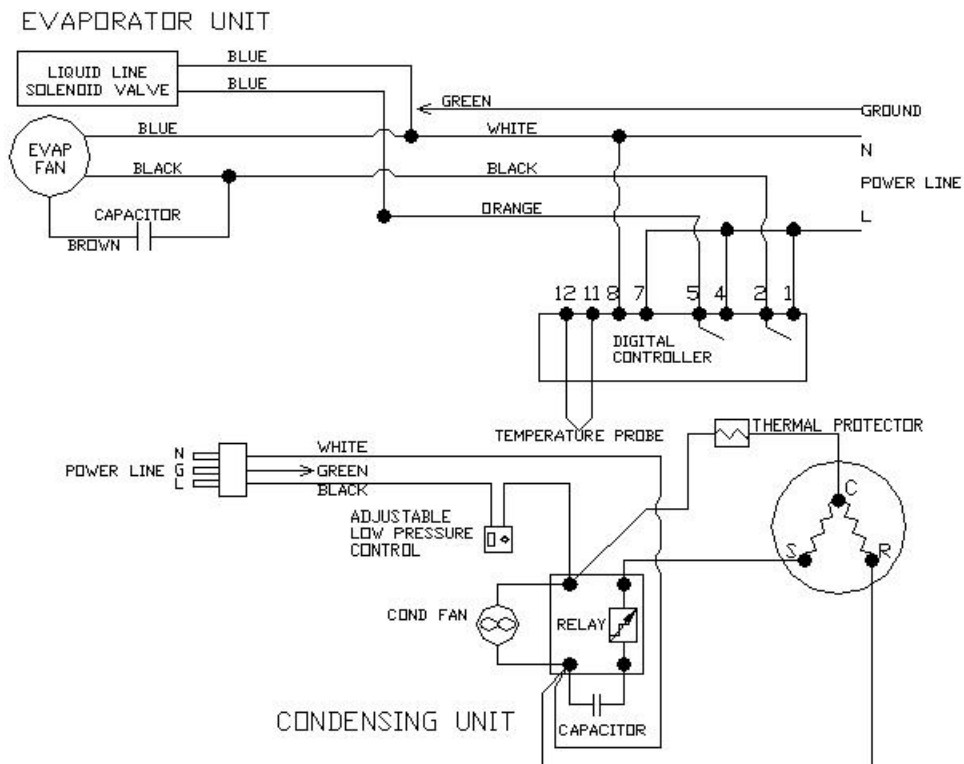 EVAPORATOR UNIT
BLUE
LIQUID LINE
SOLENOID VALVE
BLUE
GREEN
GROUND
BLUE
WHITE
N
EVAP
FAN
BLACK
BLACK
POWER LINE
CAPACITOR
ORANGE
L
BROWN
12 11 8 7 5 4 2 1
DIGITAL
CONTROLLER
TEMPERATURE PROBE
THERMAL PROTECTOR
WHITE
N
POWER LINE G
GREEN
L
BLACK
C
ADJUSTABLE
LOW PRESSURE
CONTROL
S
R
COND FAN
RELAY
CONDENSING UNIT
CAPACITOR